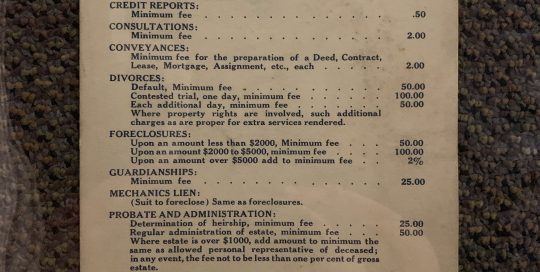 CREDIT REPORTS:
Minimum fee . . . . . . . . . . . . . .50
CONSULTATIONS:
Minimum fee . . . . . . . . . . . . . 2.00
CONVEYANCES:
Minimum fee for the preparation of a Deed, Contract,
Lease, Mortgage, Assignment, etc., each . . . . . 2.00
DIVORCES:
Default, Minimum fee . . . . . . . . . . 50.00
Contested trial, one day, minimum fee . . . . . 100.00
Each additional day, minimum fee . . . . . . 50.00
Where property rights are involved, such additional
charges as are proper for extra services rendered.
FORECLOSURES:
Upon an amount less than $2000, Minimum fee . . . 50.00
Upon an amount $2000 to $5000, minimum fee . . . 100.00
Upon an amount over $5000 add to minimum fee . . 2%
GUARDIANSHIPS:
Minimum fee . . . . . . . . . . . . . 25.00
MECHANICS LIEN:
(Suit to foreclose) Same as foreclosures.
PROBATE AND ADMINISTRATION:
Determination of heirship, minimum fee . . . . . 25.00
Regular administration of estate, minimum fee . . 50.00
Where estate is over $1000, add amount to minimum the
same as allowed personal representative of deceased;
in any event, the fee not to be less than one per cent of gross
estate.